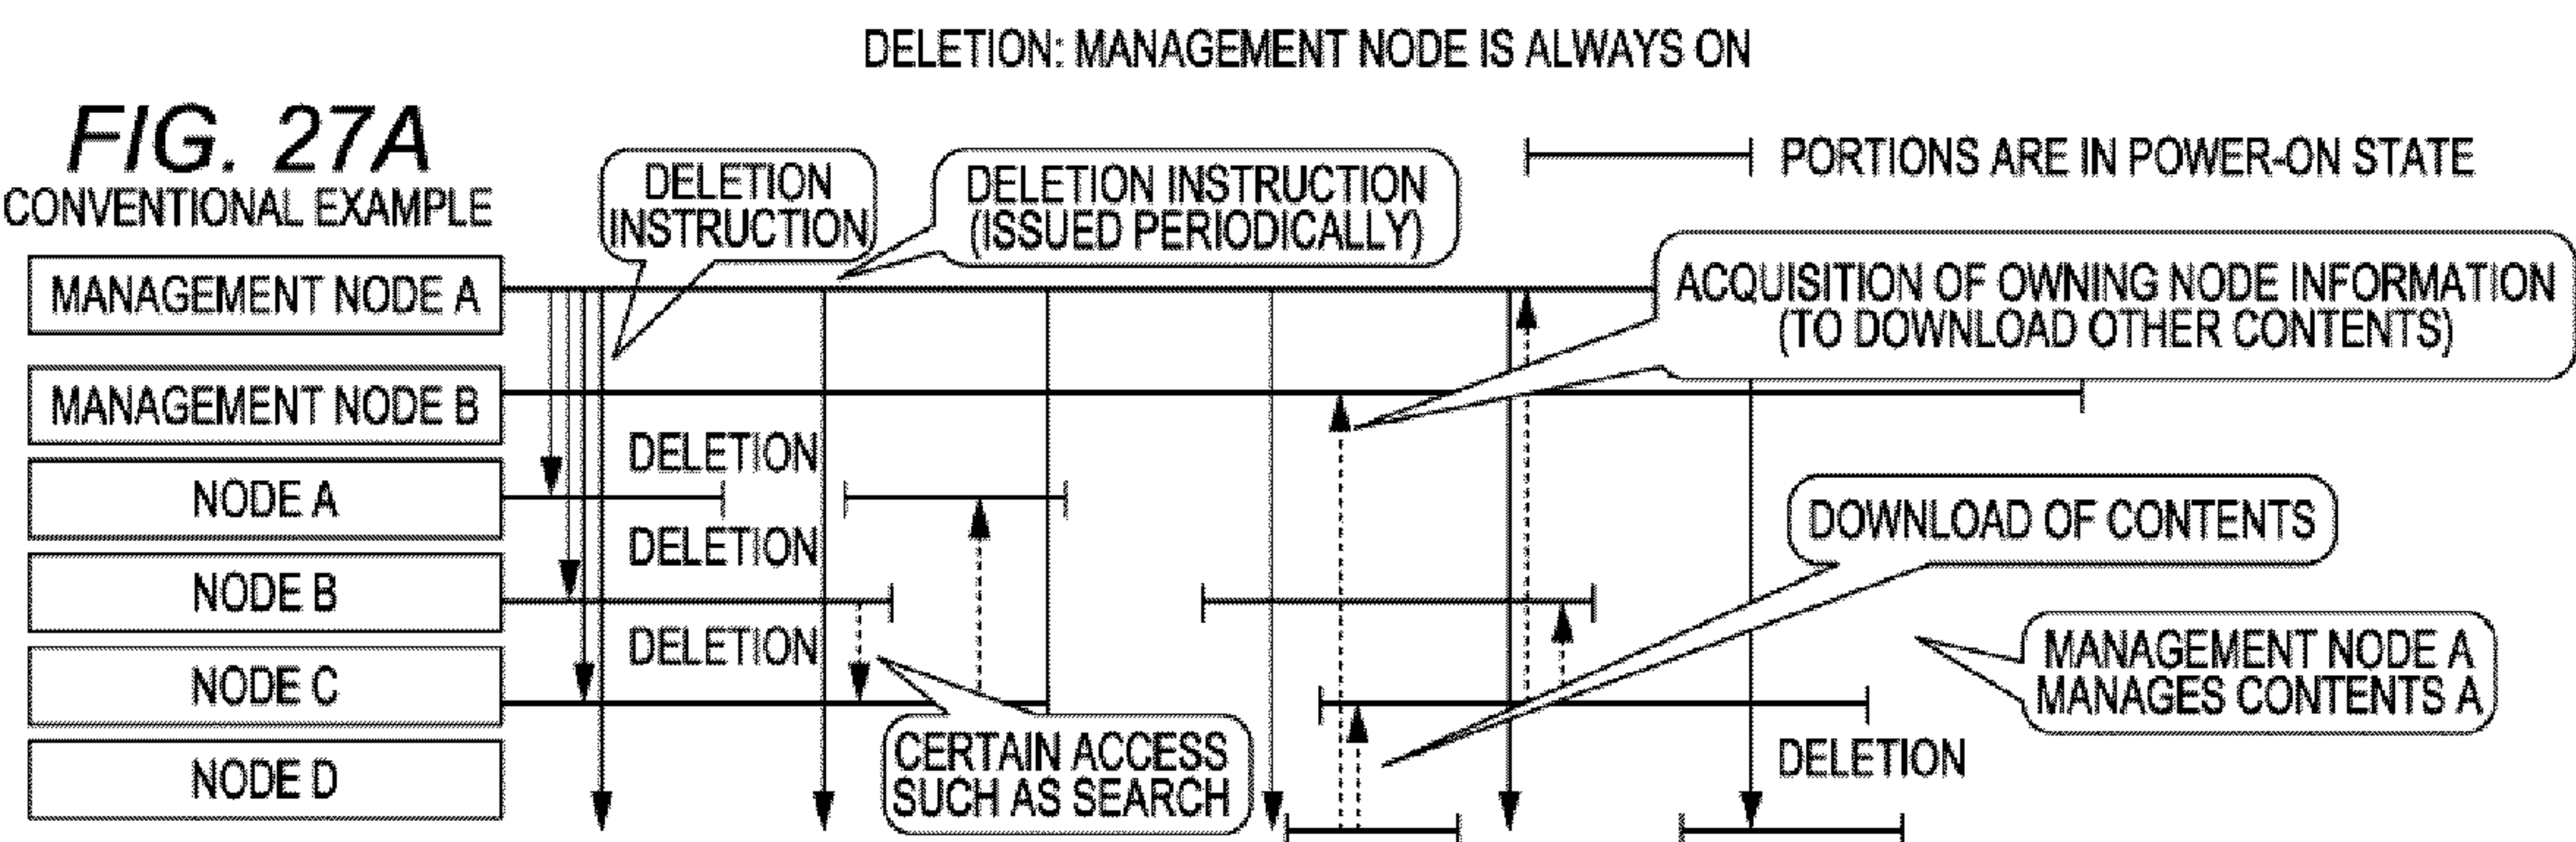 DELETION: MANAGEMENT NODE IS ALWAYS ON
FIG. 27A
CONVENTIONAL EXAMPLE
PORTIONS ARE IN POWER-ON STATE
DELETION
INSTRUCTION
DELETION INSTRUCTION
(ISSUED PERIODICALLY)
ACQUISITION OF OWNING NODE INFORMATION
(TO DOWNLOAD OTHER CONTENTS)
MANAGEMENT NODE A
MANAGEMENT NODE B
DELETION
NODE A
DOWNLOAD OF CONTENTS
DELETION
NODE B
DELETION
MANAGEMENT NODE A
MANAGES CONTENTS A
NODE C
CERTAIN ACCESS
SUCH AS SEARCH
DELETION
NODE D